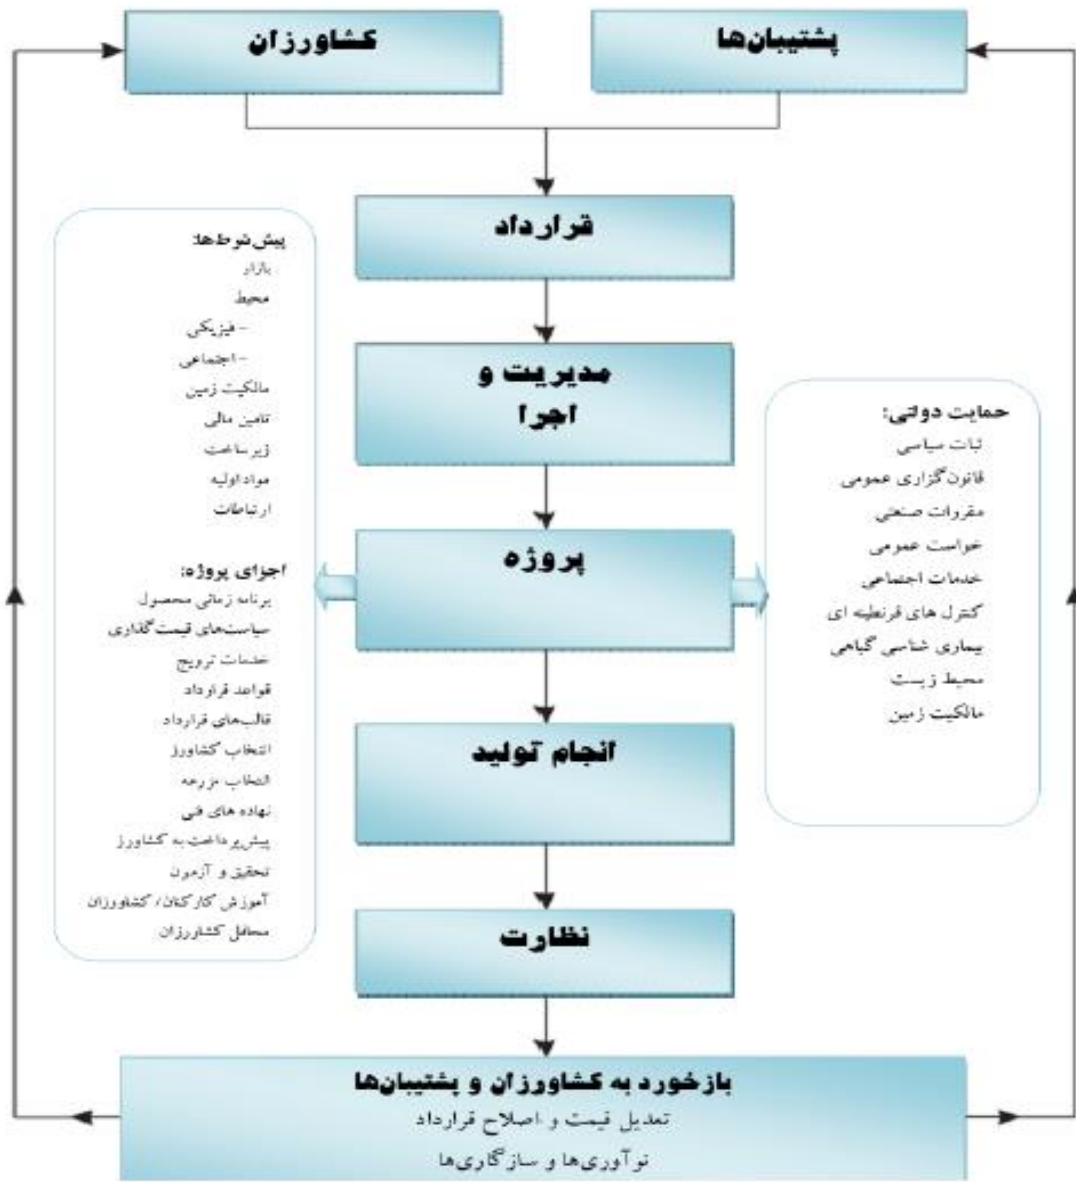 پشتیبان‌ها
کشاورزان
قرارداد
مدیریت و
اجرا
پروژه
انجام تولید
نظارت
بازخورد به کشاورزان و پشتیبان‌ها
تعدیل قیمت و اصلاح قرارداد
نوآوری‌ها و سازگاری‌ها
حمایت دولتی:
ثبات سیاسی
قانون‌گزاری عمومی
مقررات صنعتی
خواست عمومی
خدمات اجتماعی
کنترل های قرنطینه ای
بیماری شناسی گیاهی
محیط زیست
مالکیت زمین
پیش‌شرط‌ها:
بازار
محیط
- فیزیکی
- اجتماعی
مالکیت زمین
تامین مالی
زیرساخت
مواد اولیه
ارتباطات
اجزای پروژه:
برنامه زمانی محصول
سیاست‌های قیمت‌گذاری
خدمات ترویج
قواعد قرارداد
قالب‌های قرارداد
انتخاب کشاورز
انتخاب مزرعه
نهاده های فنی
پیش‌پرداخت به کشاورز
تحقیق و آزمون
آموزش کارکنان/ کشاورزان
محافل کشاورزان